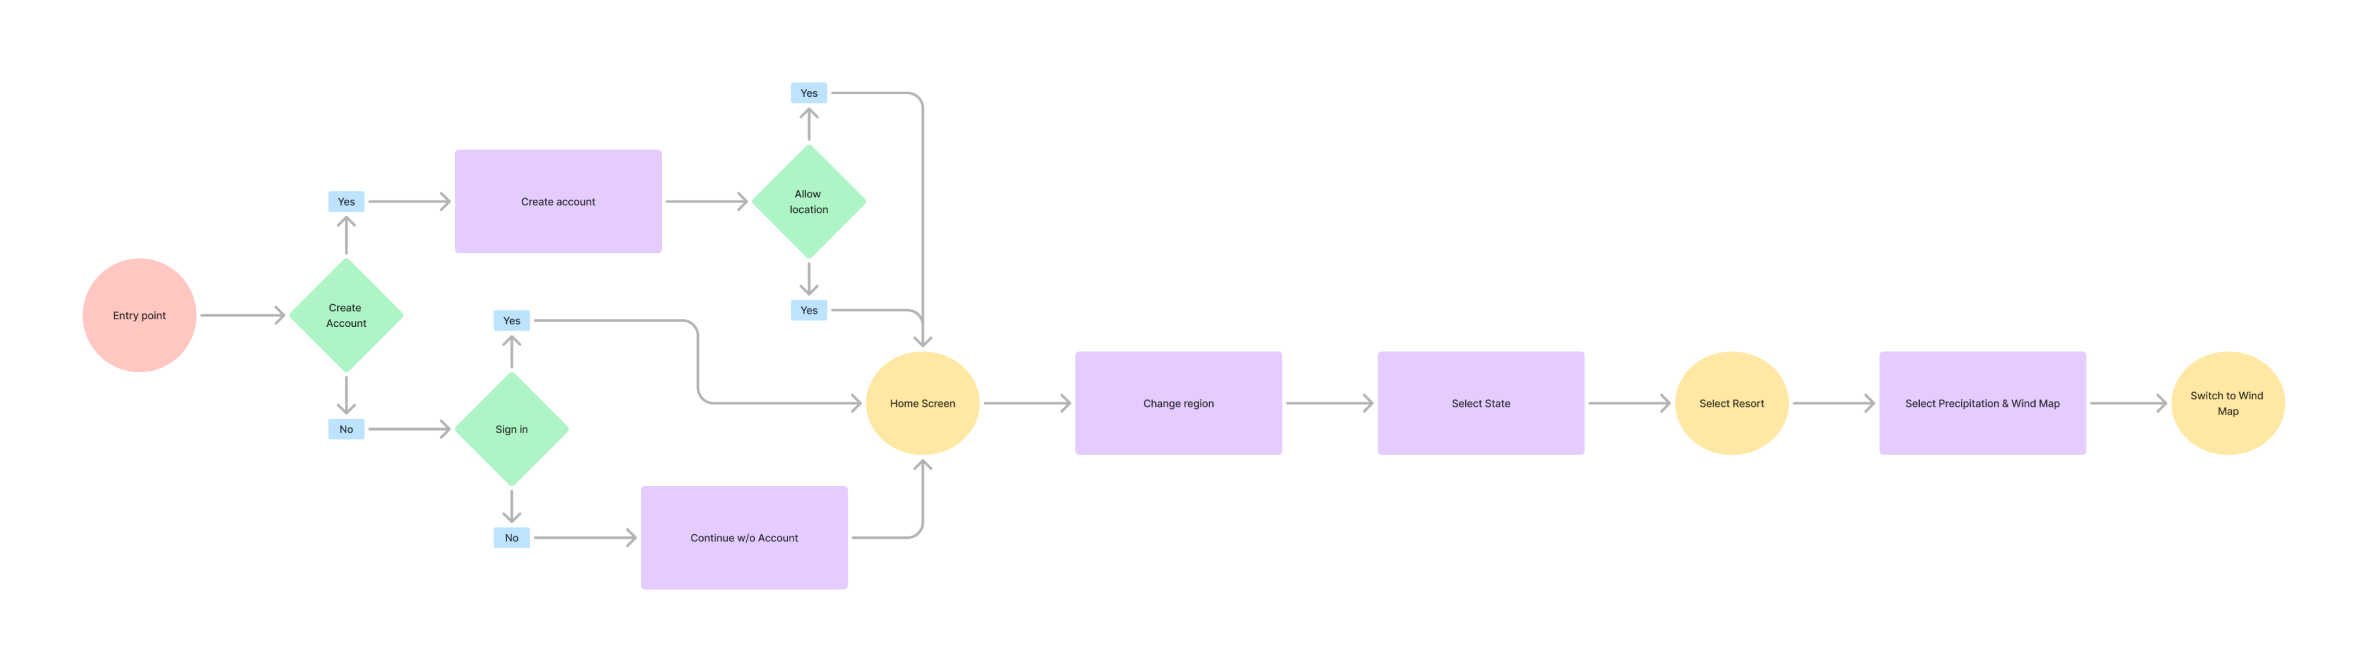 Entry point
Create
Account
Yes
Create account
Allow
location
Yes
Yes
No
Sign in
Yes
No
Continue w/o Account
Home Screen
Change region
Select State
Select Resort
Select Precipitation & Wind Map
Switch to Wind
Map